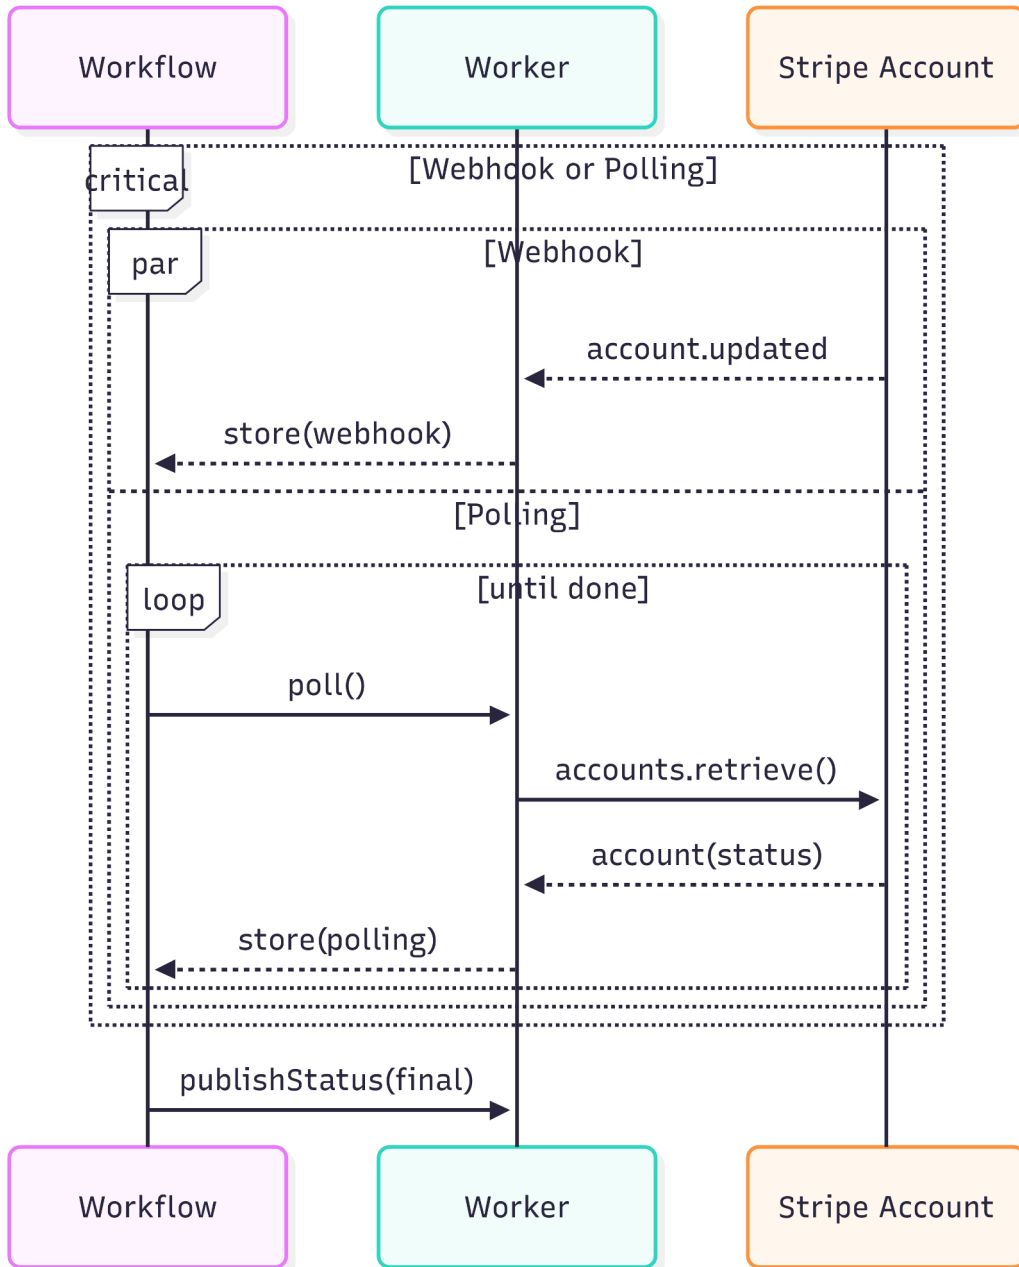 Workflow
Worker
Stripe Account
critical
[Webhook or Polling]
par
[Webhook]
account.updated
store(webhook)
[Polling]
loop
[until done]
poll()
accounts.retrieve()
account(status)
store(polling)
publishStatus(final)
Workflow
Worker
Stripe Account